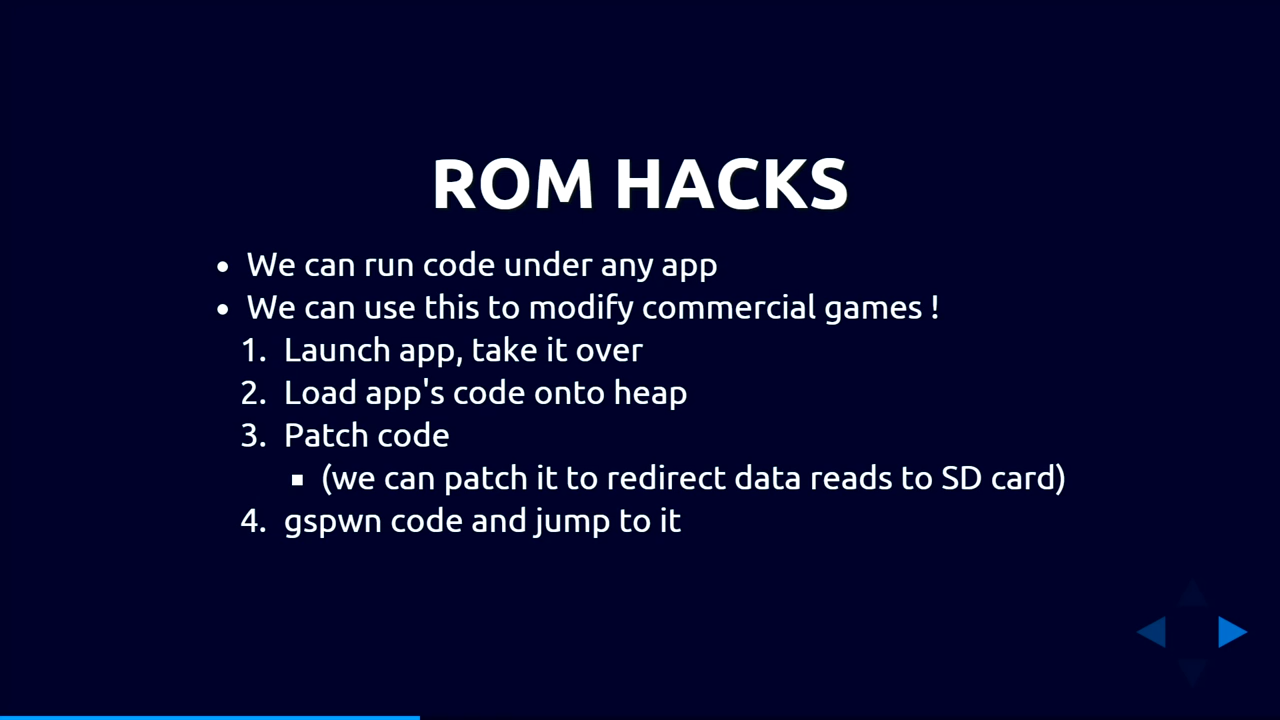 ROM HACKS
• We can run code under any app
• We can use this to modify commercial games !
1. Launch app, take it over
2. Load app's code onto heap
3. Patch code
▪ (we can patch it to redirect data reads to SD card)
4. gspwn code and jump to it